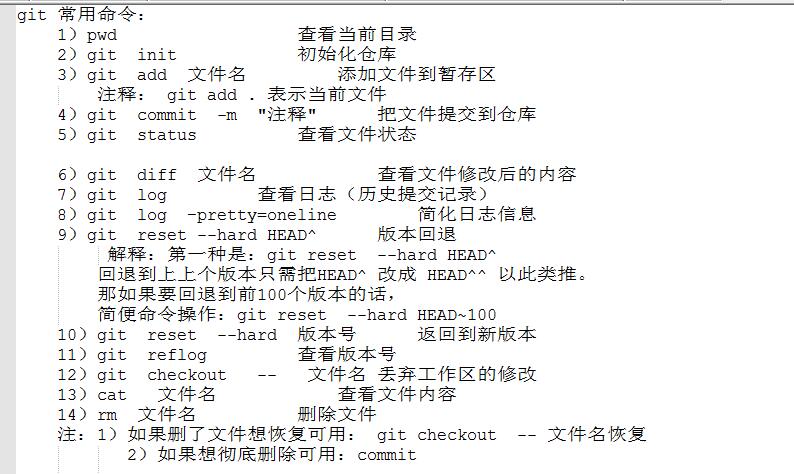 git 常用命令：
1）pwd 查看当前目录
2）git init 初始化仓库
3）git add 文件名 添加文件到暂存区
注释： git add . 表示当前文件
4）git commit -m "注释" 把文件提交到仓库
5）git status 查看文件状态
6）git diff 文件名 查看文件修改后的内容
7）git log 查看日志（历史提交记录）
8）git log -pretty=oneline 简化日志信息
9）git reset --hard HEAD^ 版本回退
解释：第一种是：git reset --hard HEAD^
回退到上上个版本只需把HEAD^ 改成 HEAD^^ 以此类推。
那如果要回退到前100个版本的话，
简便命令操作：git reset --hard HEAD~100
10）git reset --hard 版本号 返回到新版本
11）git reflog 查看版本号
12）git checkout -- 文件名 丢弃工作区的修改
13）cat 文件名 查看文件内容
14）rm 文件名 删除文件
注：1）如果删了文件想恢复可用： git checkout -- 文件名恢复
2）如果想彻底删除可用：commit